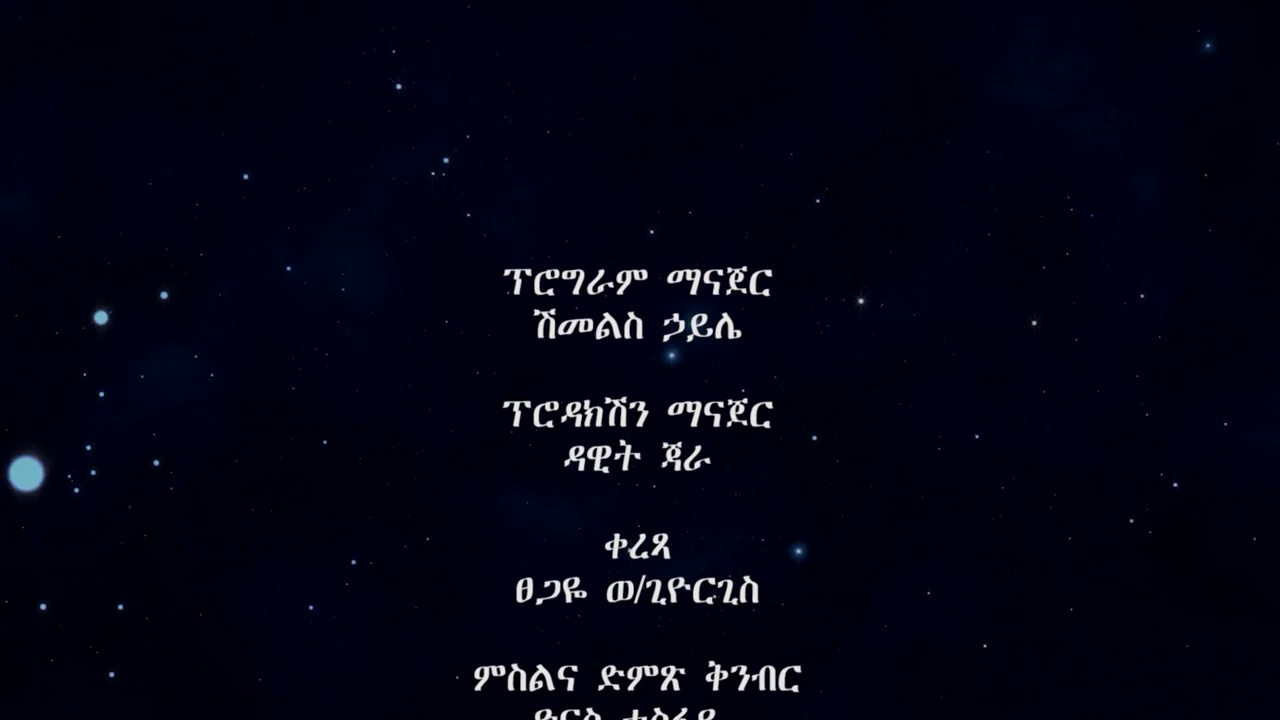 ፕሮግራም ማናጀር
ሽመልስ ኃይሌ
ፕሮዳክሽን ማናጀር
ዳዊት ጃራ
ቀረጻ
ፀጋዬ ወ/ጊዮርጊስ
ምስልና ድምጽ ቅንብር